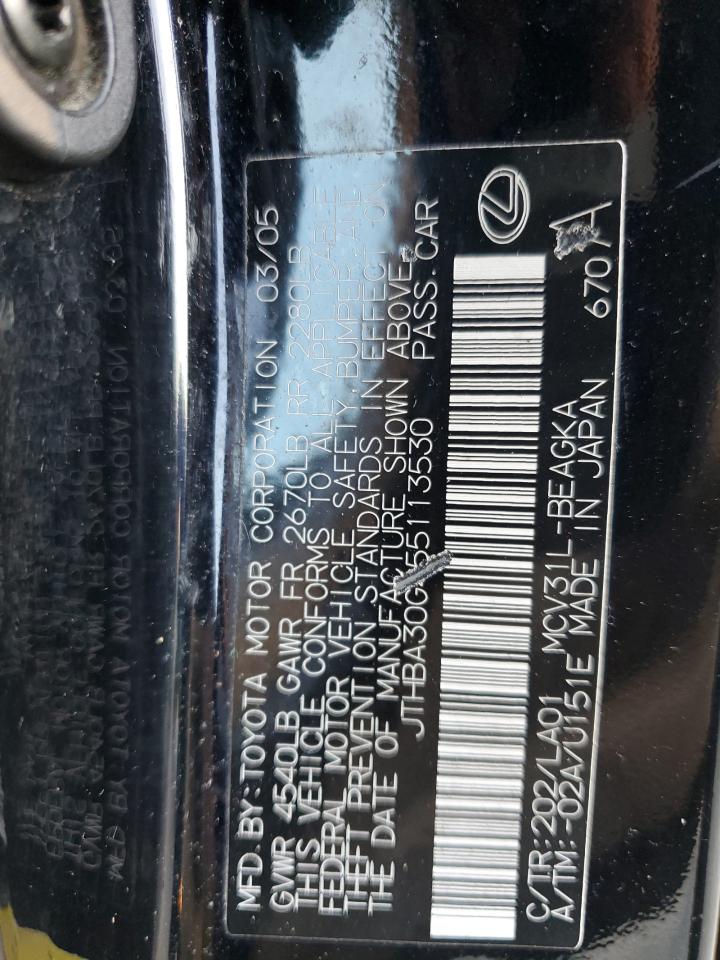 MFD. BY: TOYOTA MOTOR CORPORATION 03/05
GVWR 4540LB GAWR FR 2670LB RR 2280LB
THIS VEHICLE CONFORMS TO ALL APPLICABLE
FEDERAL MOTOR VEHICLE SAFETY, BUMPER, AND
THEFT PREVENTION STANDARDS IN EFFECT ON
THE DATE OF MANUFACTURE SHOWN ABOVE.
JTHBA30G 55113530 PASS. CAR
C/TR: 202/LA01 MCV31L-BEAGKA
A/TM: -02A/U151E MADE IN JAPAN 670 A